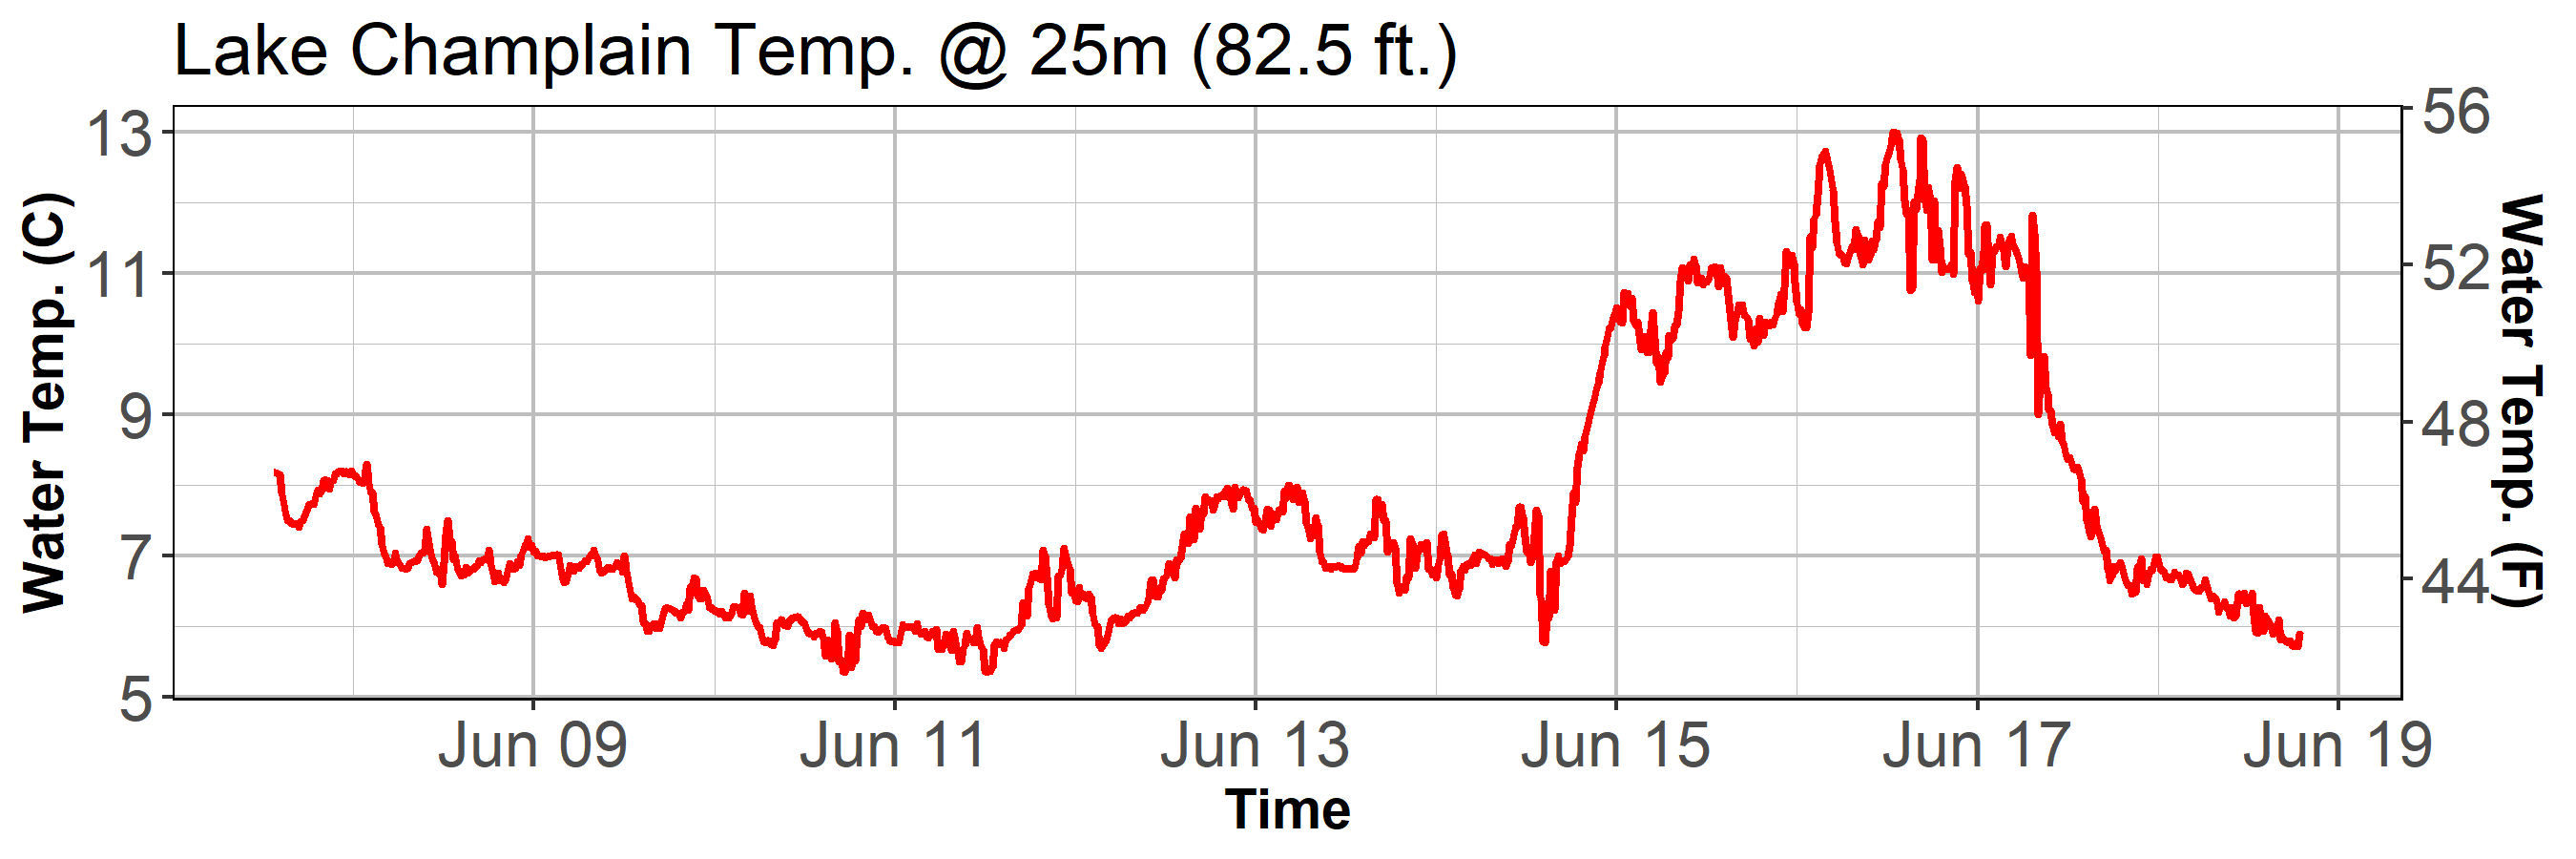 Lake Champlain Temp. @ 25m (82.5 ft.)
13
11
9
7
5
Water Temp. (C)
56
52
48
44
Water Temp. (F)
Jun 09 Jun 11 Jun 13 Jun 15 Jun 17 Jun 19
Time